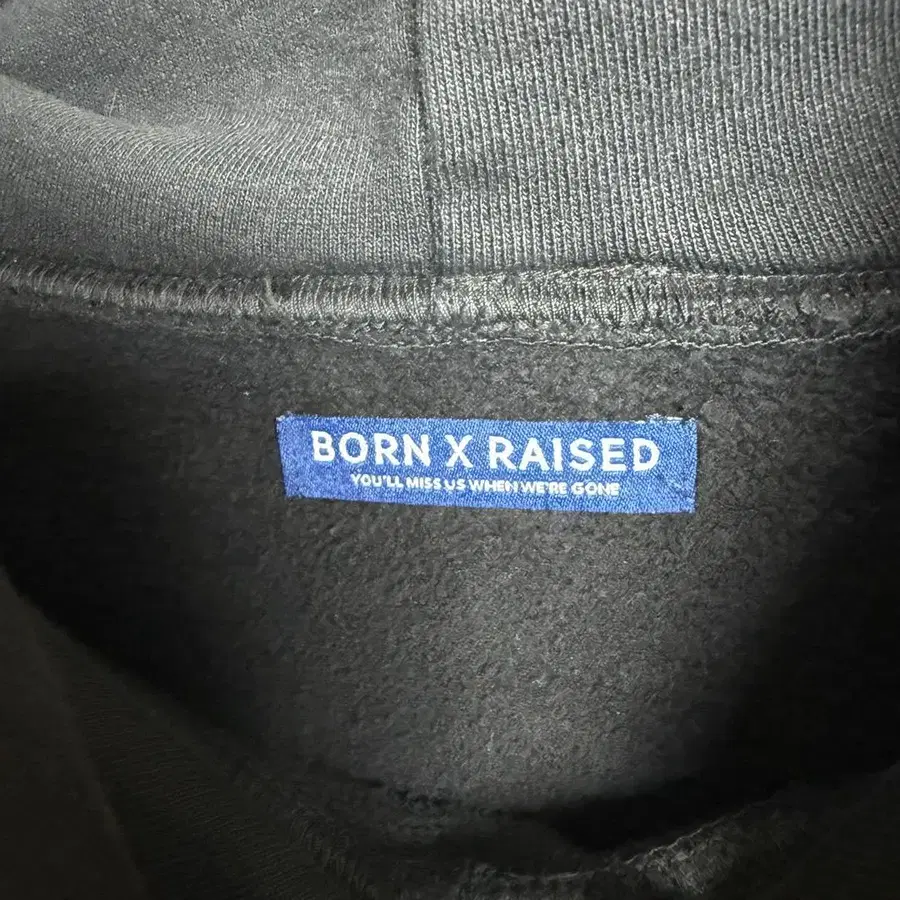 BORN X RAISED
YOU'LL MISS US WHEN WE'RE GONE